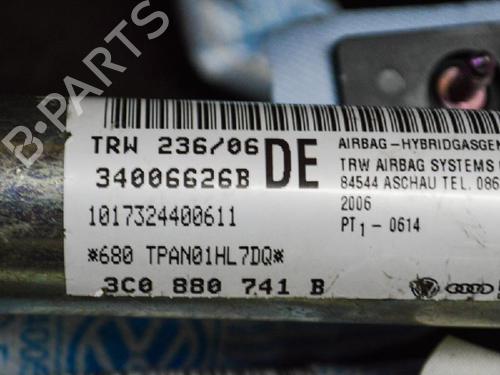 B-Parts
TRW 236/06
DE
34006626B
1017324400611
*680 TPAN01HL7DQ*
3C0 880 741 B
AIRBAG-HYBRIDGASGEN
TRW AIRBAG SYSTEMS
84544 ASCHAU TEL. 086
2006
PT1-0614